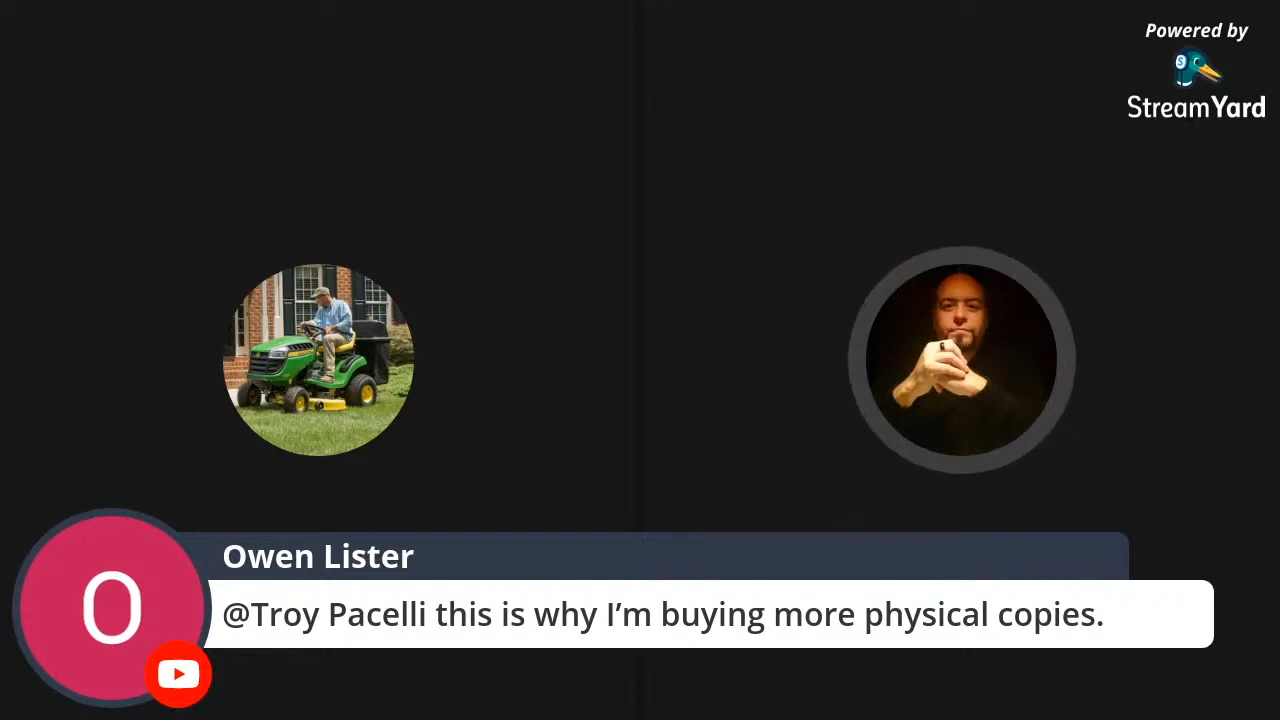 Powered by
StreamYard
Owen Lister
O
@Troy Pacelli this is why I’m buying more physical copies.